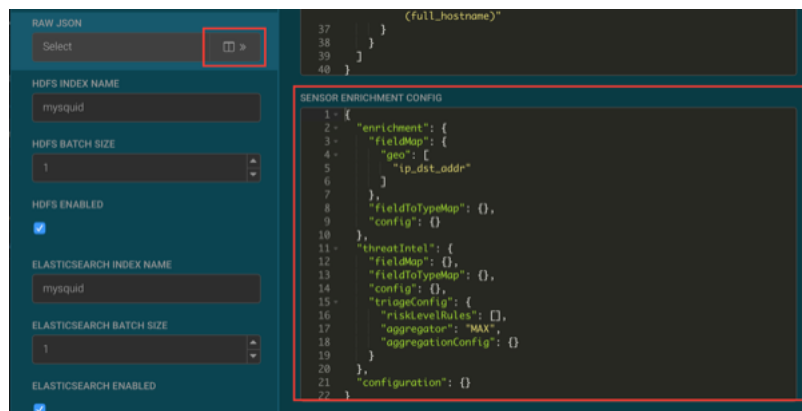 RAW JSON
Select
HDFS INDEX NAME
mysquid
HDFS BATCH SIZE
1
HDFS ENABLED
ELASTICSEARCH INDEX NAME
mysquid
ELASTICSEARCH BATCH SIZE
1
ELASTICSEARCH ENABLED
(full_hostname)"
37 }
38 }
39 ]
40 }
SENSOR ENRICHMENT CONFIG
1 {
2 "enrichment": {
3 "fieldMap": {
4 "geo": [
5 "ip_dst_addr"
6 ]
7 },
8 "fieldToTypeMap": {},
9 "config": {}
10 },
11 "threatIntel": {
12 "fieldMap": {},
13 "fieldToTypeMap": {},
14 "config": {},
15 "triageConfig": {
16 "riskLevelRules": [],
17 "aggregator": "MAX",
18 "aggregationConfig": {}
19 }
20 },
21 "configuration": {}
22 }